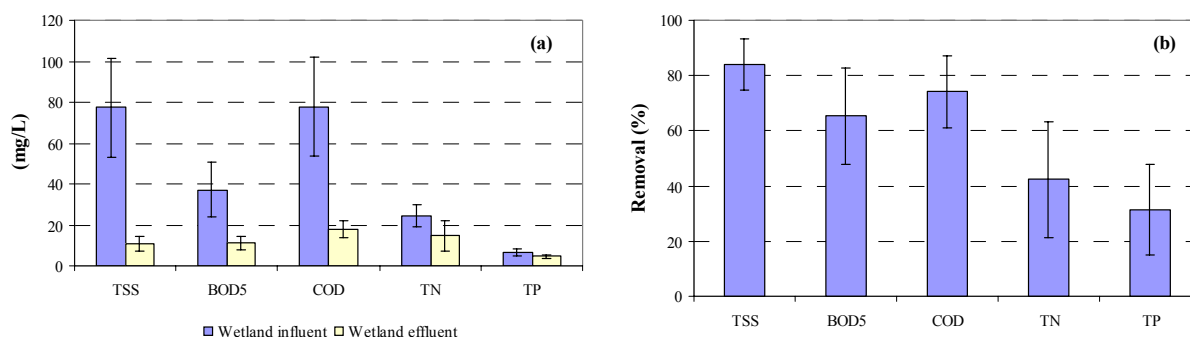 (a)
(mg/L)
120
100
80
60
40
20
0
TSS BOD5 COD TN TP
Wetland influent Wetland effluent
(b)
Removal (%)
100
80
60
40
20
0
TSS BOD5 COD TN TP